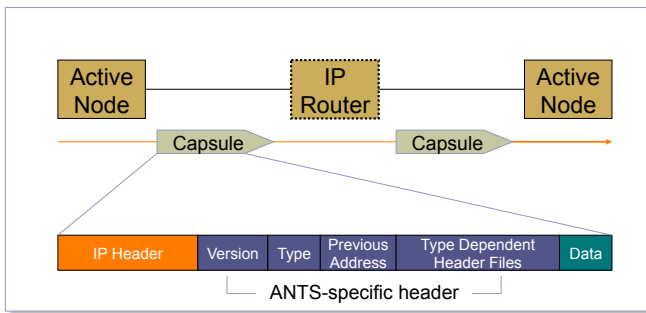 Active
Node
IP
Router
Active
Node
Capsule
Capsule
IP Header
Version
Type
Previous
Address
Type Dependent
Header Files
Data
ANTS-specific header